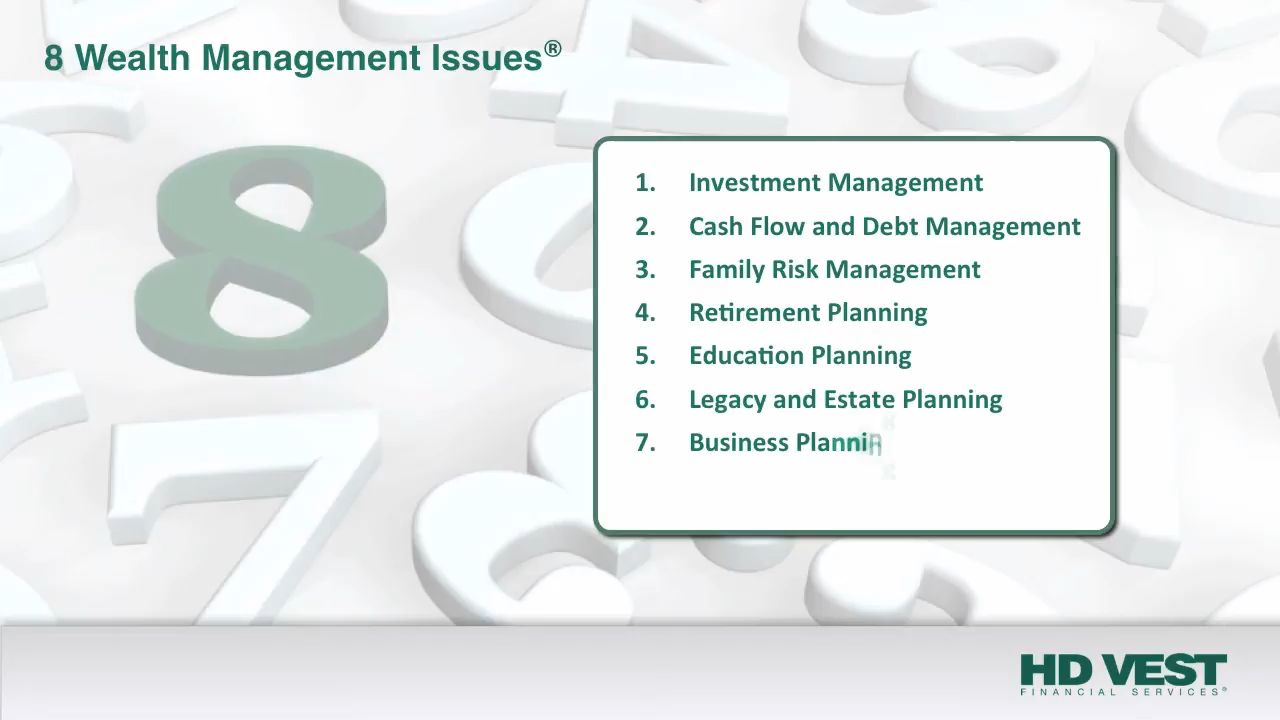 8 Wealth Management Issues®
1. Investment Management
2. Cash Flow and Debt Management
3. Family Risk Management
4. Retirement Planning
5. Education Planning
6. Legacy and Estate Planning
7. Business Plannin
HD VEST
FINANCIAL SERVICES®